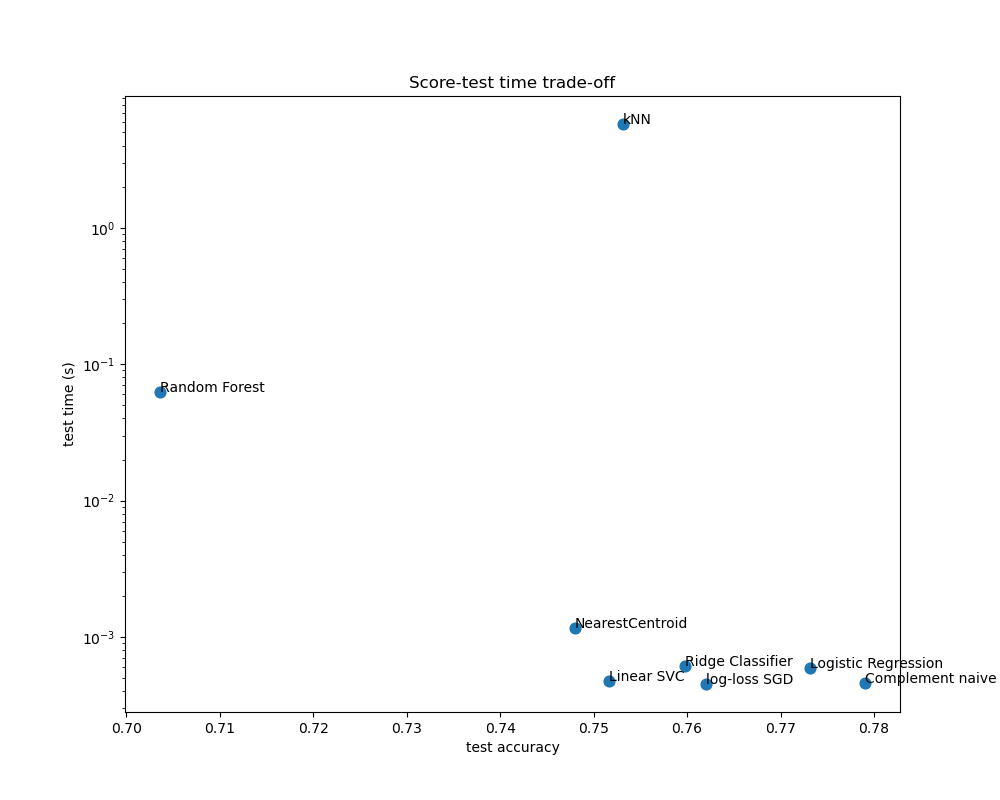 Score-test time trade-off
kNN
10⁰
10⁻¹
Random Forest
test time (s)
10⁻²
10⁻³
NearestCentroid
Ridge Classifier
Logistic Regression
Linear SVC
log-loss SGD
Complement naive
0.70 0.71 0.72 0.73 0.74 0.75 0.76 0.77 0.78
test accuracy